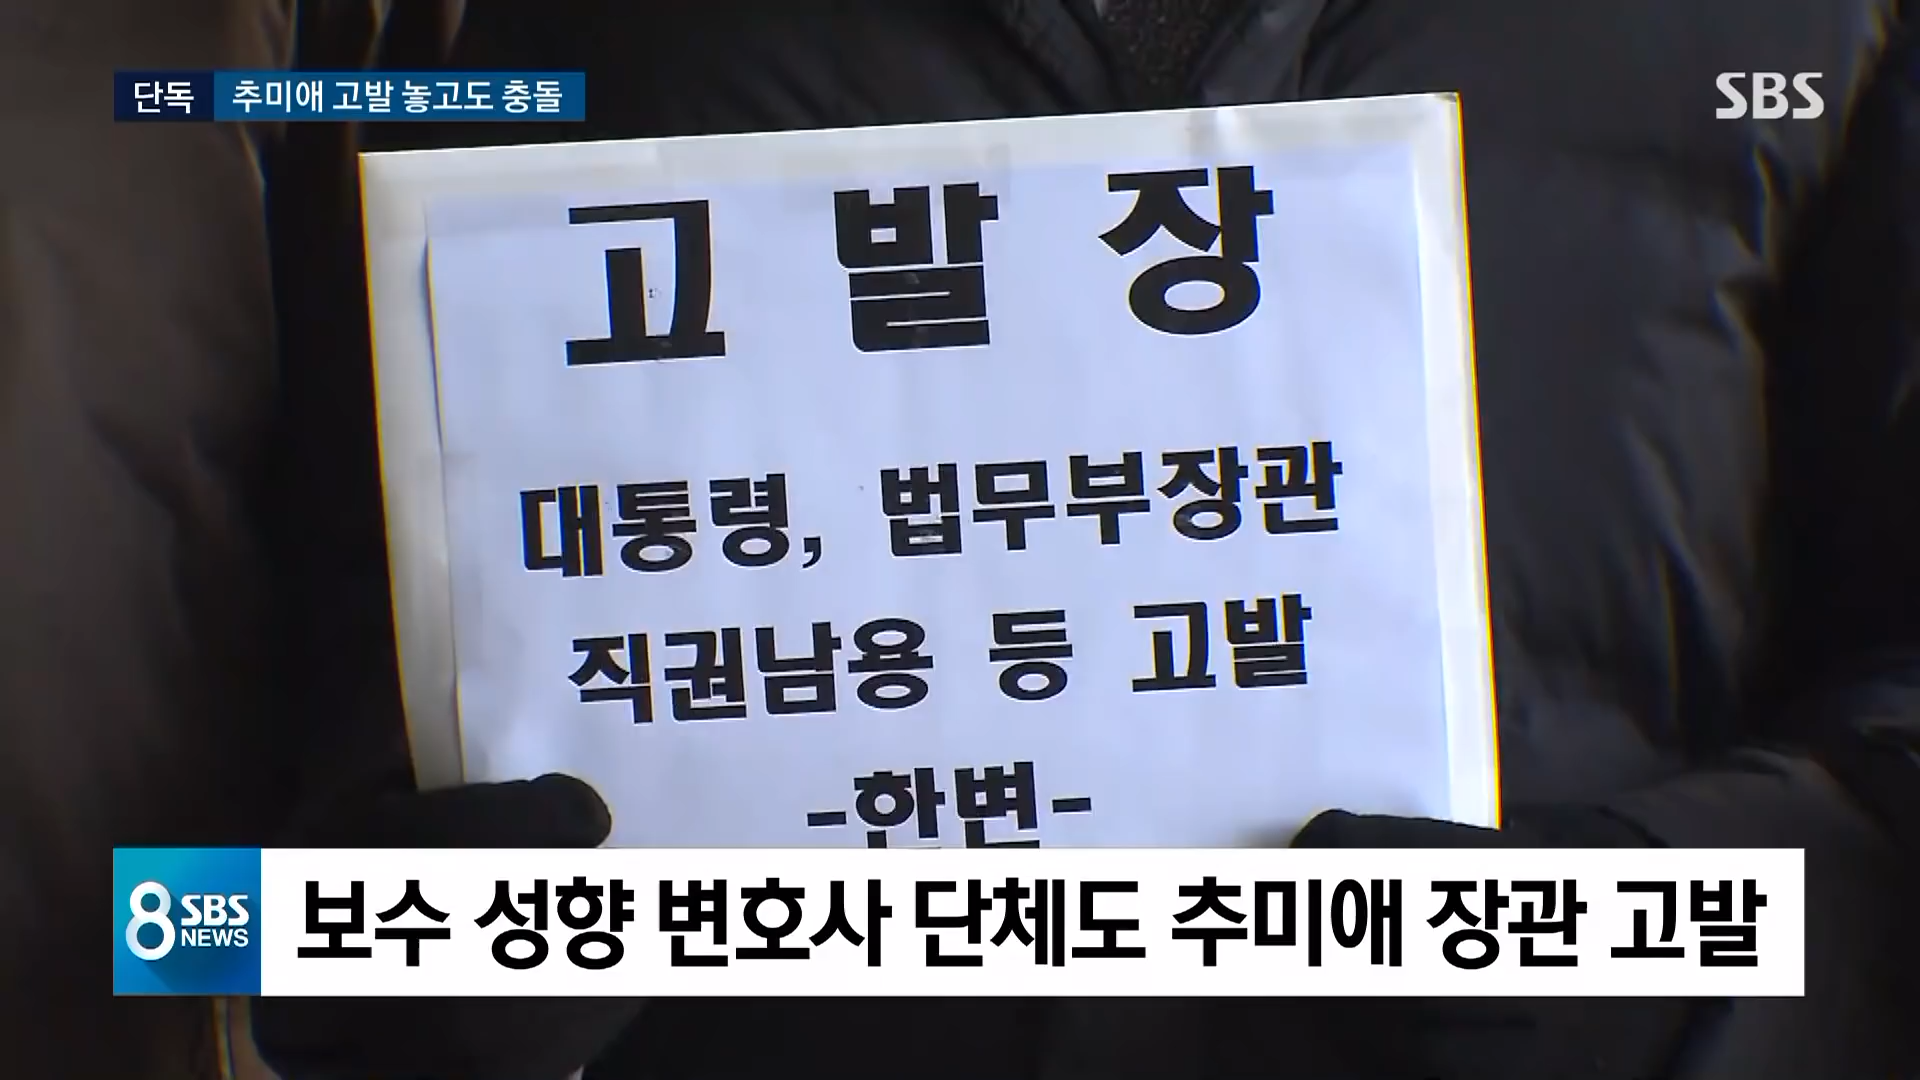 단독 추미애 고발 놓고도 충돌
SBS
고발장
대통령, 법무부장관
직권남용 등 고발
-한변-
8 SBS NEWS
보수 성향 변호사 단체도 추미애 장관 고발